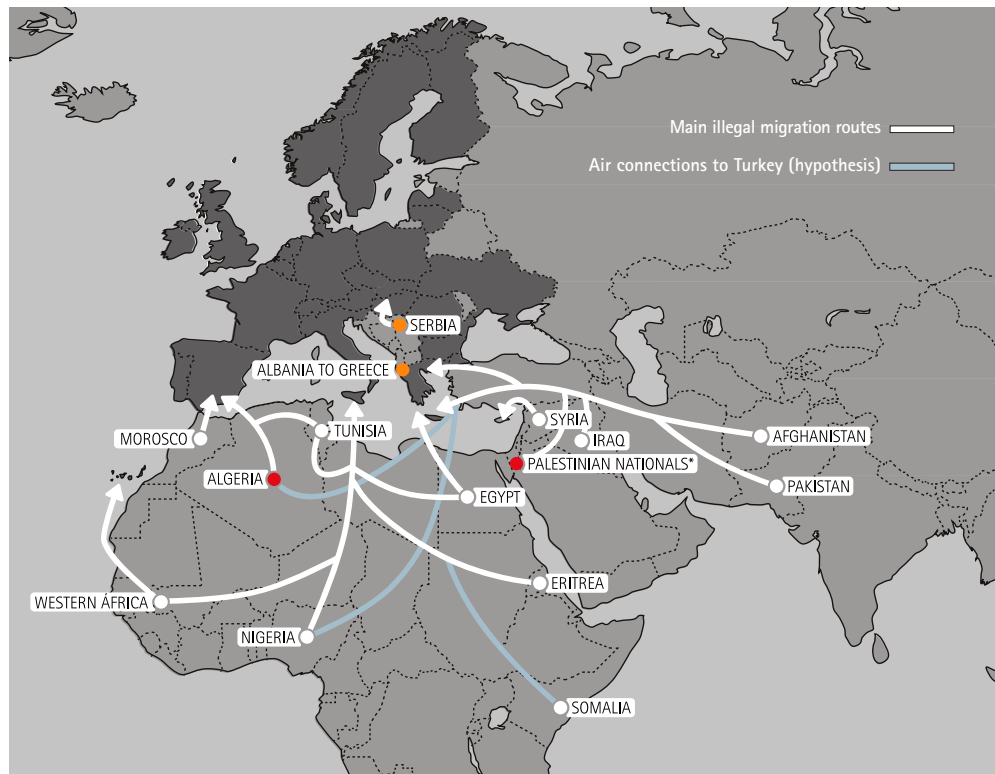 Main illegal migration routes
Air connections to Turkey (hypothesis)
SERBIA
ALBANIA TO GREECE
MOROSCO
TUNISIA
SYRIA
IRAQ
AFGHANISTAN
ALGERIA
PALESTINIAN NATIONALS*
PAKISTAN
EGYPT
WESTERN ÁFRICA
ERITREA
NIGERIA
SOMALIA